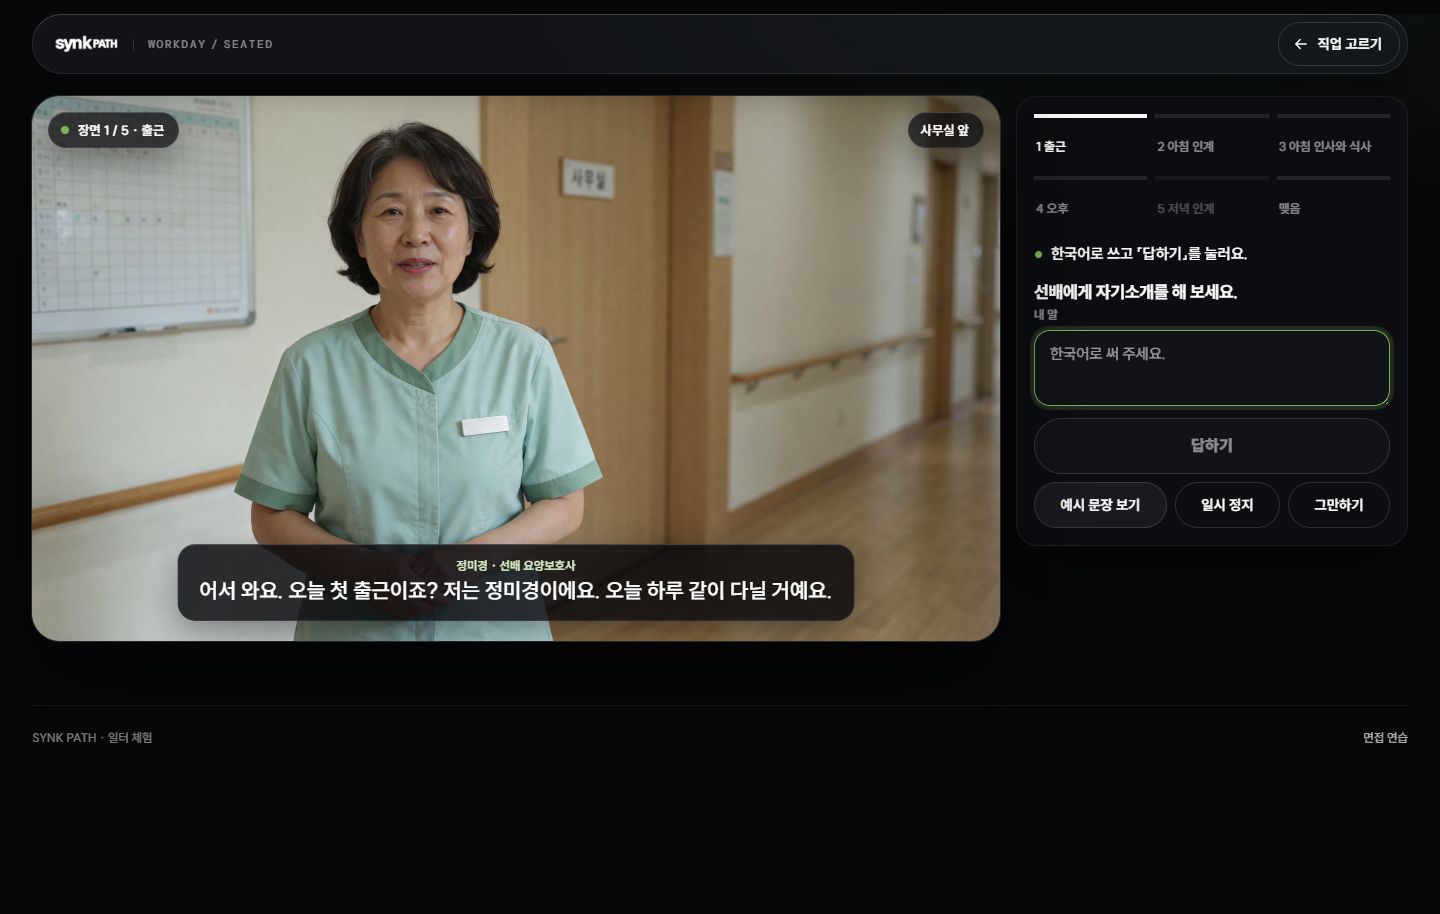 synk PATH
WORKDAY / SEATED
← 직업 고르기
장면 1 / 5 · 출근
사무실 앞
사무실
정미경 · 선배 요양보호사
어서 와요. 오늘 첫 출근이죠? 저는 정미경이에요. 오늘 하루 같이 다닐 거예요.
1 출근
2 아침 인계
3 아침 인사와 식사
4 오후
5 저녁 인계
맺음
한국어로 쓰고 「답하기」를 눌러요.
선배에게 자기소개를 해 보세요.
내 말
한국어로 써 주세요.
답하기
예시 문장 보기
일시 정지
그만하기
SYNK PATH · 일터 체험
면접 연습